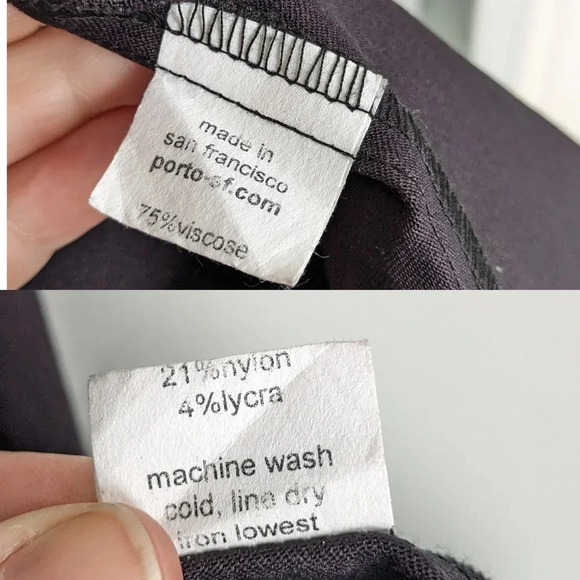 made in
san francisco
porto-sf.com
75%viscose
21%nylon
4%lycra
machine wash
cold, line dry
iron lowest